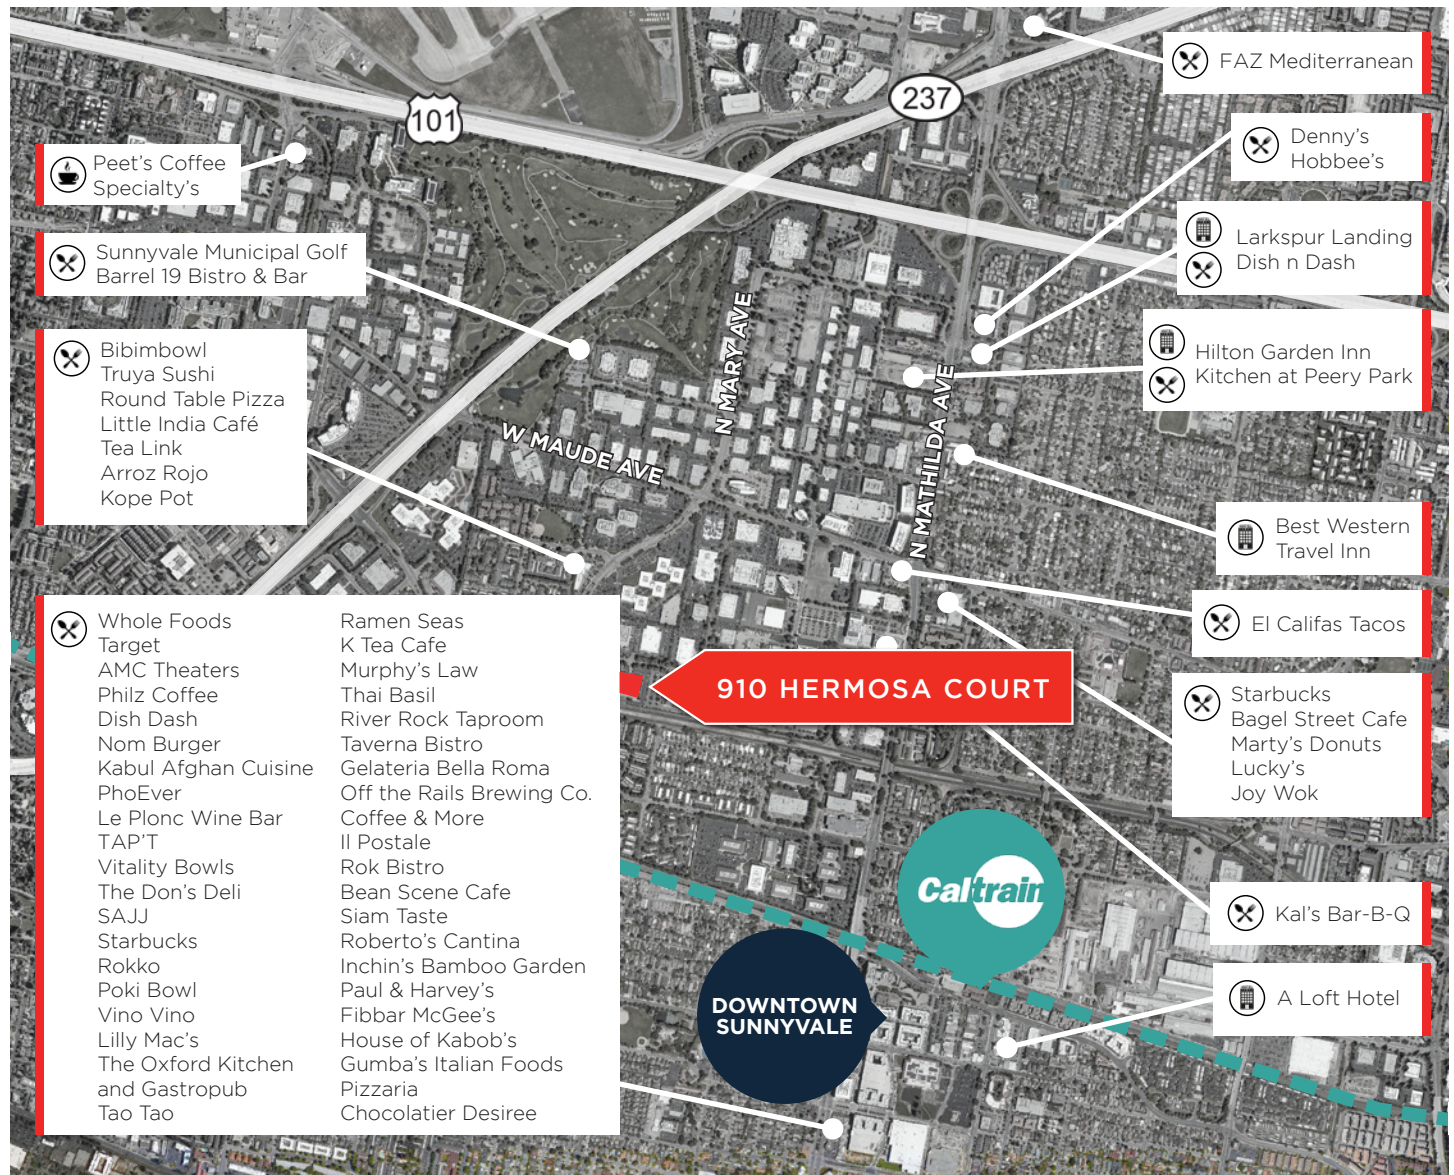 FAZ Mediterranean
237
101
Denny's
Hobbee's
Peet's Coffee
Specialty's
Larkspur Landing
Dish n Dash
Sunnyvale Municipal Golf
Barrel 19 Bistro & Bar
Hilton Garden Inn
Kitchen at Peery Park
Bibimbowl
Truya Sushi
Round Table Pizza
Little India Café
Tea Link
Arroz Rojo
Kope Pot
N MARY AVE
W MAUDE AVE
N MATHILDA AVE
Best Western
Travel Inn
El Califas Tacos
910 HERMOSA COURT
Starbucks
Bagel Street Cafe
Marty's Donuts
Lucky's
Joy Wok
Whole Foods
Target
AMC Theaters
Philz Coffee
Dish Dash
Nom Burger
Kabul Afghan Cuisine
PhoEver
Le Plonc Wine Bar
TAP'T
Vitality Bowls
The Don's Deli
SAJJ
Starbucks
Rokko
Poki Bowl
Vino Vino
Lilly Mac's
The Oxford Kitchen
and Gastropub
Tao Tao
Ramen Seas
K Tea Cafe
Murphy's Law
Thai Basil
River Rock Taproom
Taverna Bistro
Gelateria Bella Roma
Off the Rails Brewing Co.
Coffee & More
Il Postale
Rok Bistro
Bean Scene Cafe
Siam Taste
Roberto's Cantina
Inchin's Bamboo Garden
Paul & Harvey's
Fibbar McGee's
House of Kabob's
Gumba's Italian Foods
Pizzaria
Chocolatier Desiree
Caltrain
Kal's Bar-B-Q
DOWNTOWN
SUNNYVALE
A Loft Hotel